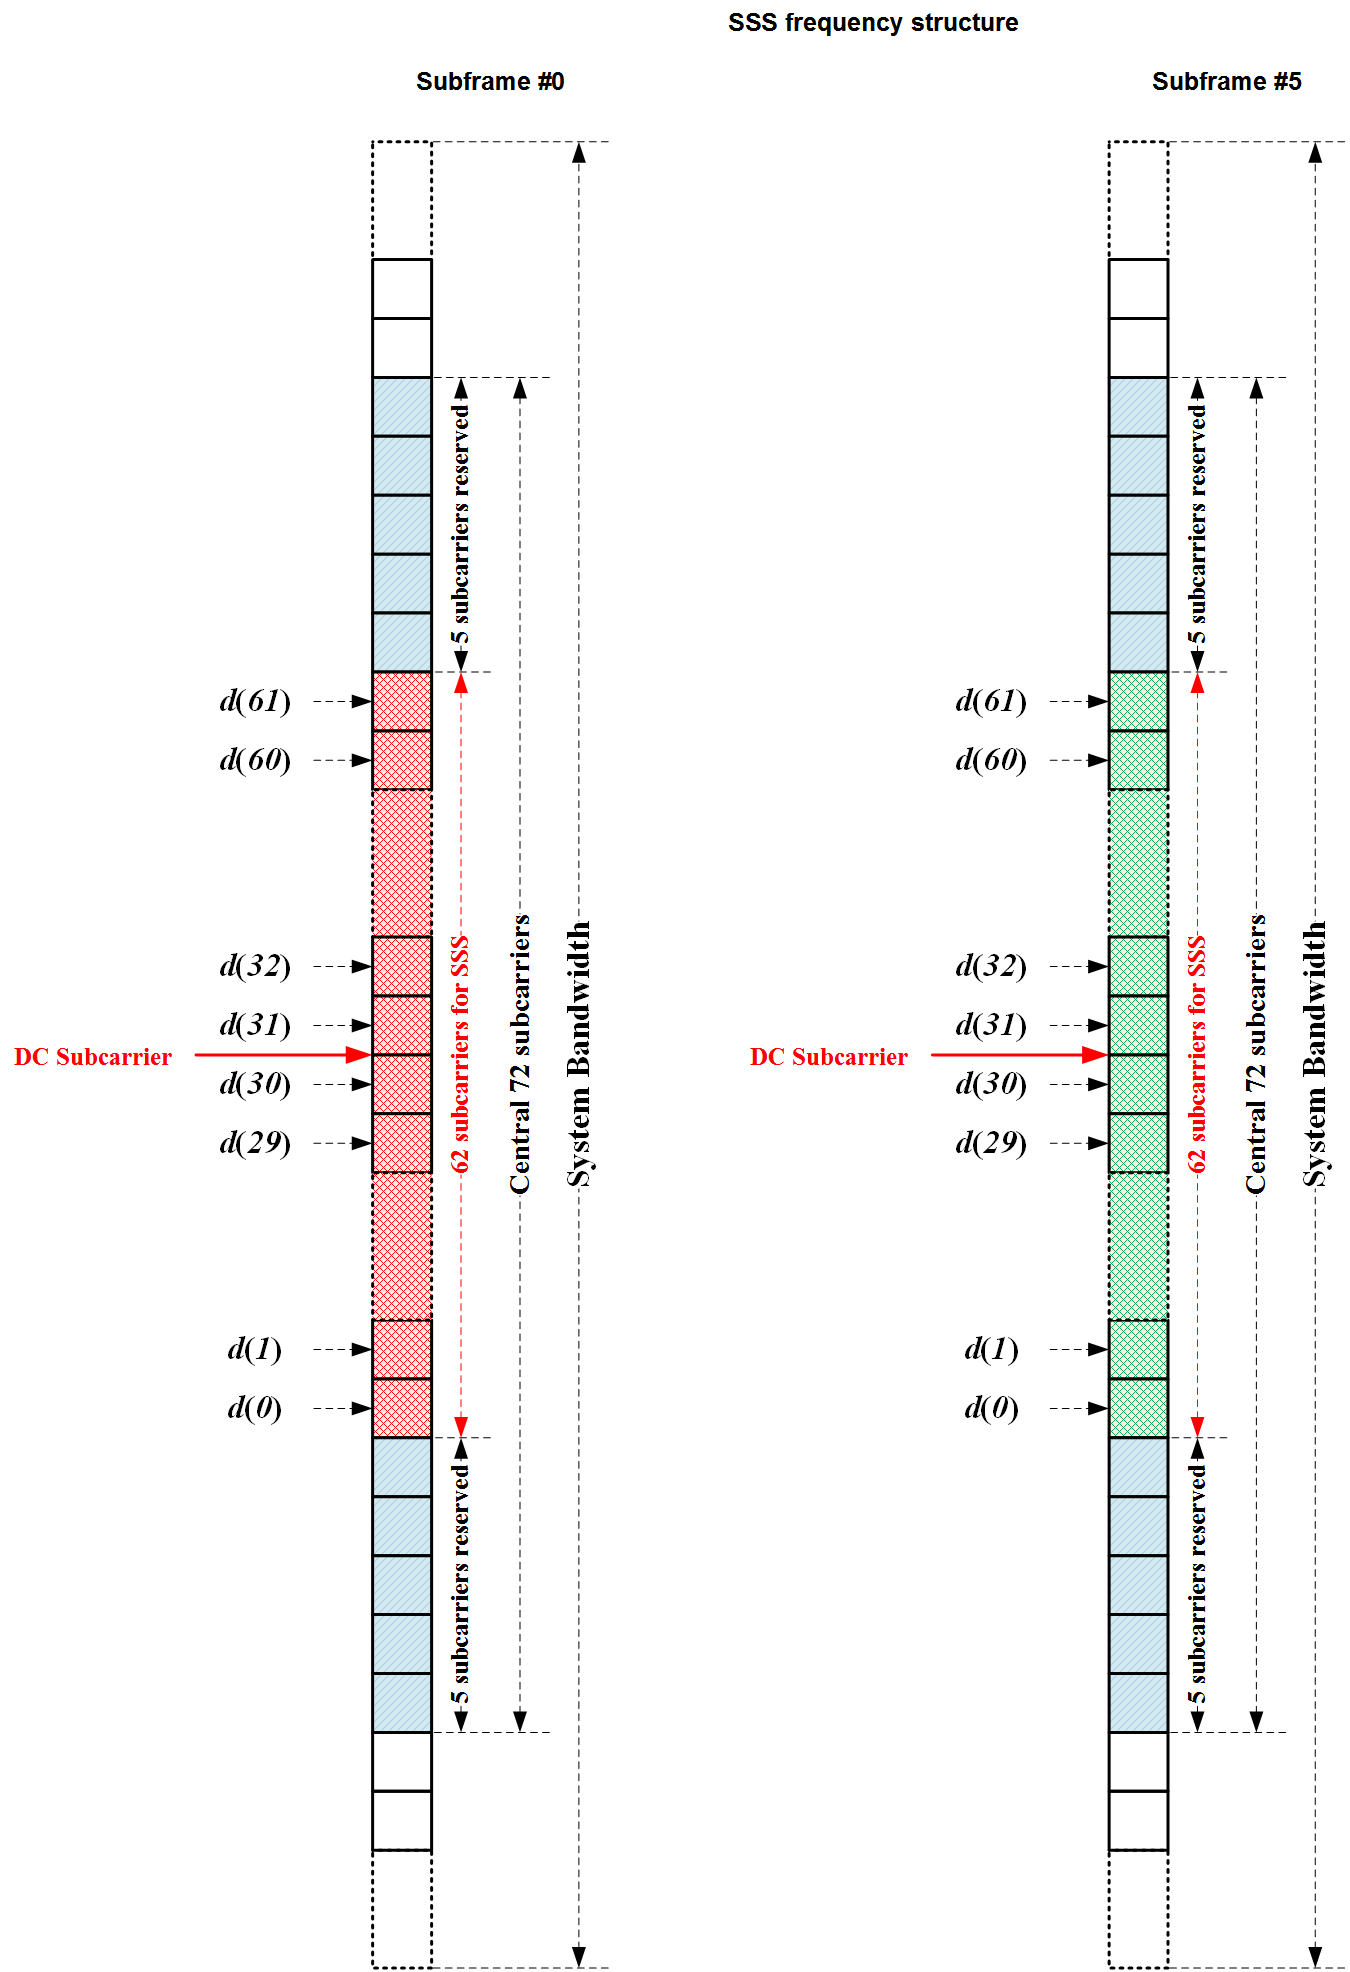 SSS frequency structure
Subframe #0
Subframe #5
5 subcarriers reserved
d(61)
d(60)
d(32)
d(31)
DC Subcarrier
d(30)
d(29)
62 subcarriers for SSS
Central 72 subcarriers
System Bandwidth
d(1)
d(0)
5 subcarriers reserved
5 subcarriers reserved
d(61)
d(60)
d(32)
d(31)
DC Subcarrier
d(30)
d(29)
62 subcarriers for SSS
Central 72 subcarriers
System Bandwidth
d(1)
d(0)
5 subcarriers reserved